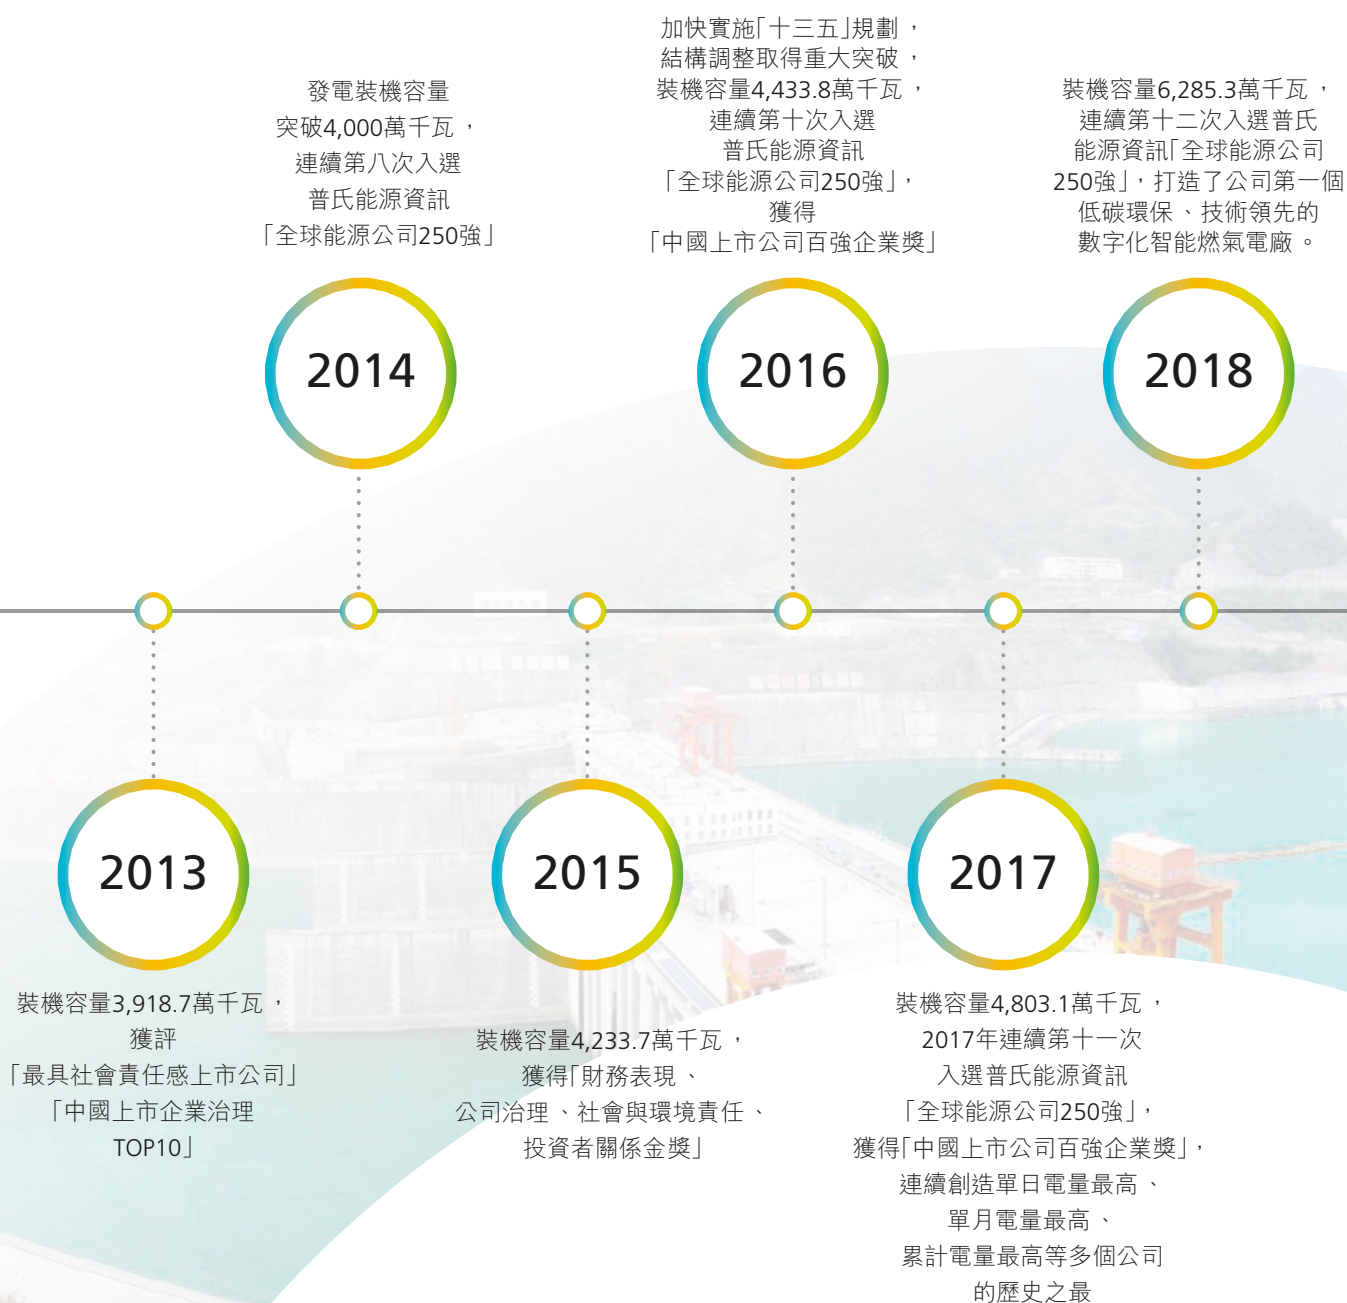 發電裝機容量
突破4,000萬千瓦，
連續第八次入選
普氏能源資訊
「全球能源公司250強」
2014
加快實施「十三五」規劃，
結構調整取得重大突破，
裝機容量4,433.8萬千瓦，
連續第十次入選
普氏能源資訊
「全球能源公司250強」，
獲得
「中國上市公司百強企業獎」
2016
裝機容量6,285.3萬千瓦，
連續第十二次入選普氏
能源資訊「全球能源公司
250強」，打造了公司第一個
低碳環保、技術領先的
數字化智能燃氣電廠。
2018
2013
裝機容量3,918.7萬千瓦，
獲評
「最具社會責任感上市公司」
「中國上市企業治理
TOP10」
2015
裝機容量4,233.7萬千瓦，
獲得「財務表現、
公司治理、社會與環境責任、
投資者關係金獎」
2017
裝機容量4,803.1萬千瓦，
2017年連續第十一次
入選普氏能源資訊
「全球能源公司250強」，
獲得「中國上市公司百強企業獎」，
連續創造單日電量最高、
單月電量最高、
累計電量最高等多個公司
的歷史之最